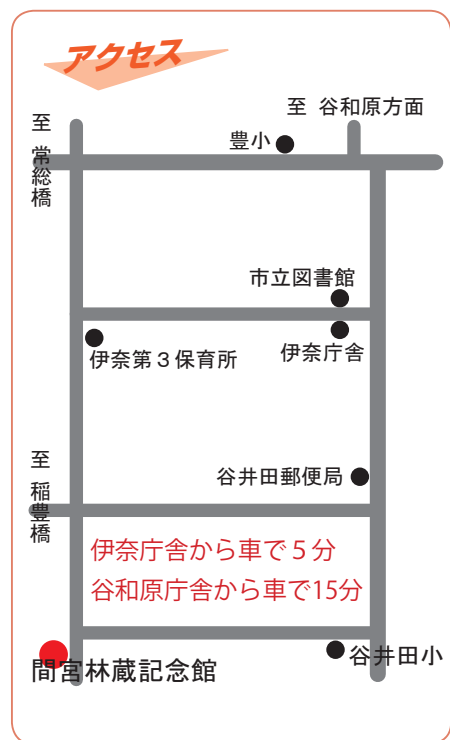 アクセス
至 谷和原方面
至 常総橋
豊小
市立図書館
伊奈庁舎
伊奈第３保育所
至 稲豊橋
谷井田郵便局
伊奈庁舎から車で５分
谷和原庁舎から車で15分
谷井田小
間宮林蔵記念館